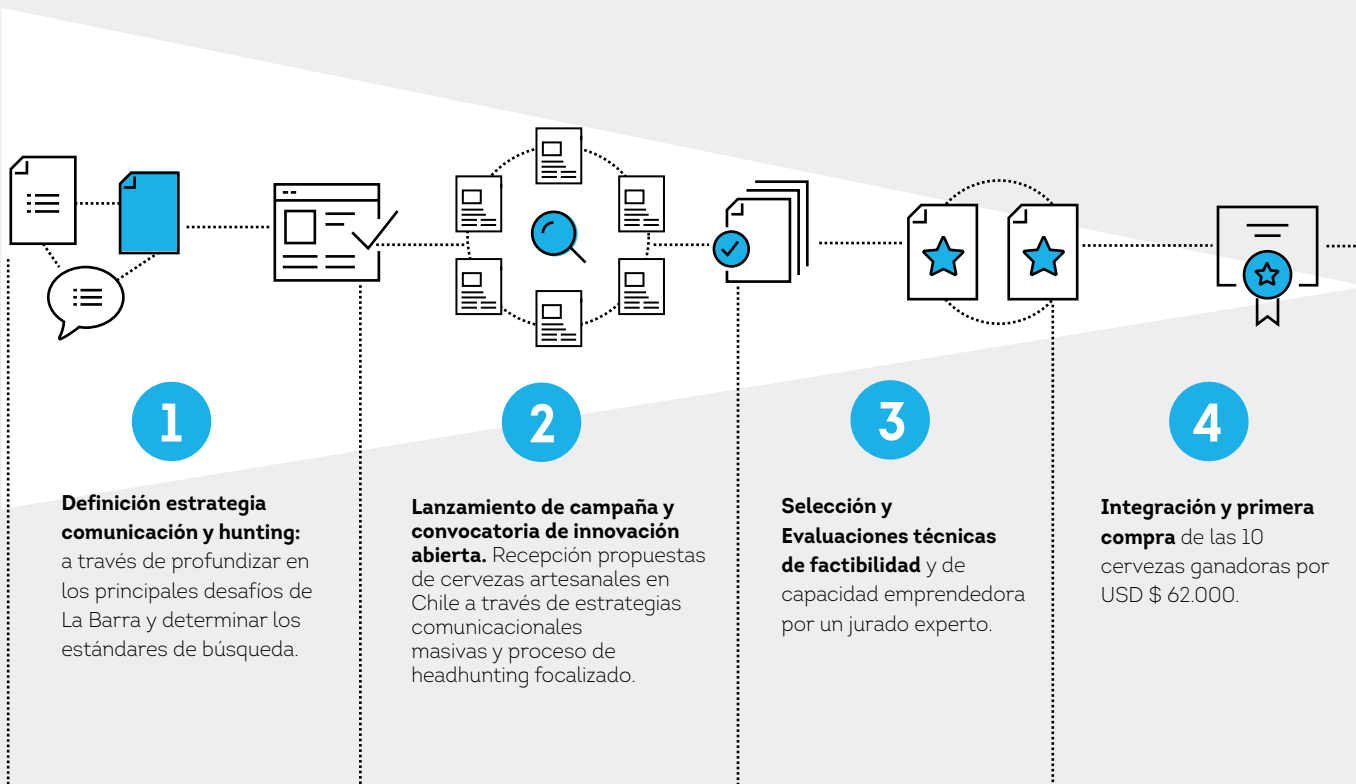 1
Definición estrategia
comunicación y hunting:
a través de profundizar en
los principales desafíos de
La Barra y determinar los
estándares de búsqueda.
2
Lanzamiento de campaña y
convocatoria de innovación
abierta. Recepción propuestas
de cervezas artesanales en
Chile a través de estrategias
comunicacionales
masivas y proceso de
headhunting focalizado.
3
Selección y
Evaluaciones técnicas
de factibilidad y de
capacidad emprendedora
por un jurado experto.
4
Integración y primera
compra de las 10
cervezas ganadoras por
USD $ 62.000.